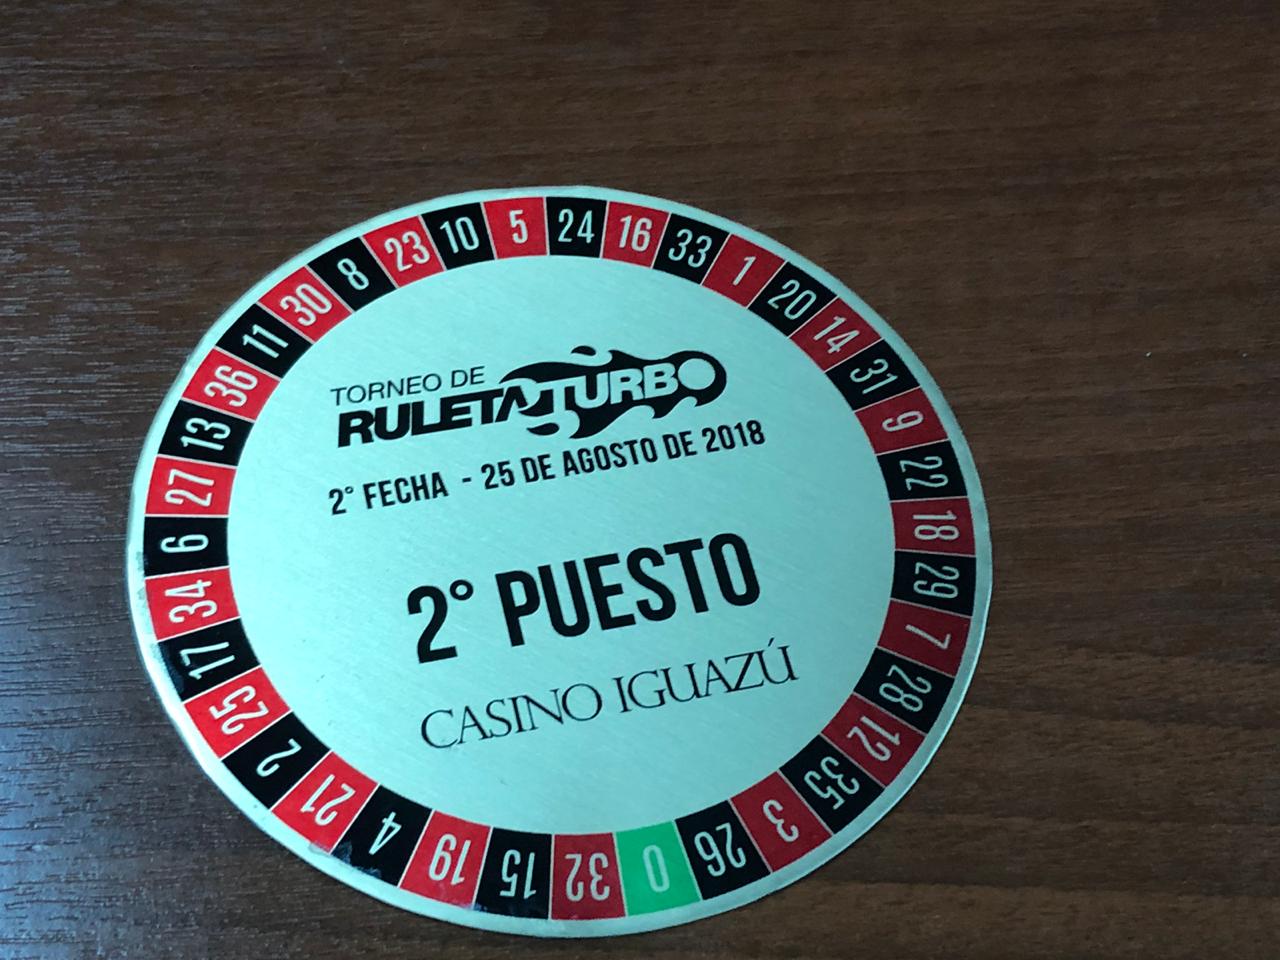 TORNEO DE
RULETA TURBO
2° FECHA - 25 DE AGOSTO DE 2018
2° PUESTO
CASINO IGUAZÚ
5 24 16 33 1 20 14 31 9 22 18 29 7 28 12 35 3 26 0 32 15 19 4 21 2 25 17 34 6 27 13 36 11 30 8 23 10